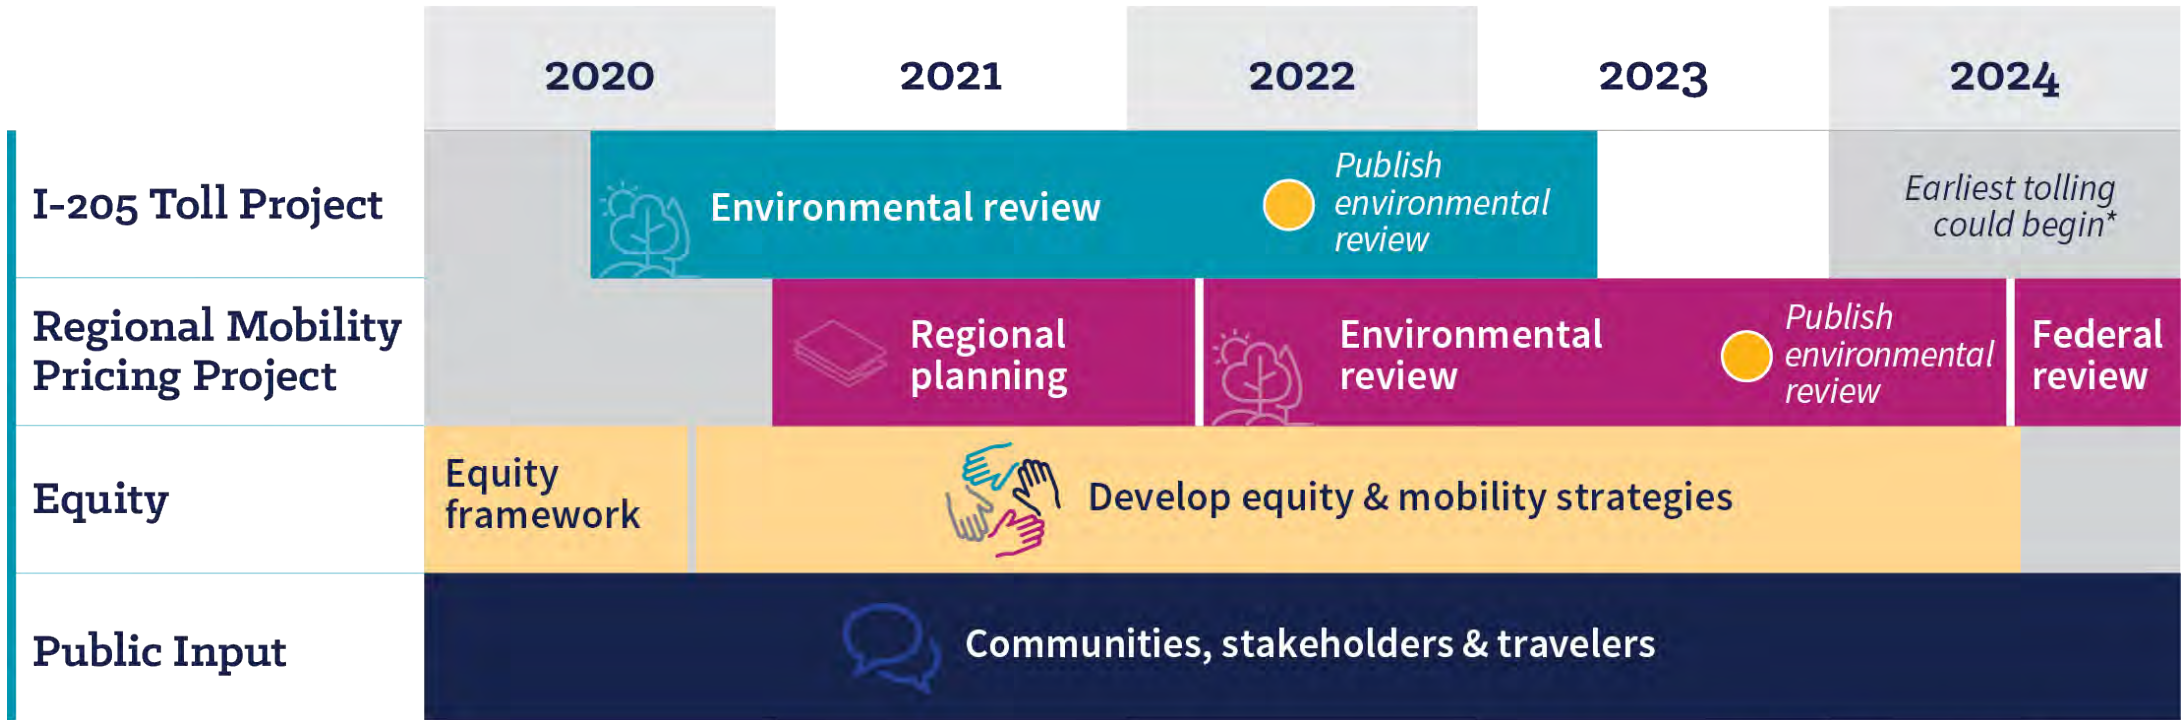 2020 2021 2022 2023 2024
I-205 Toll Project
Environmental review
Publish
environmental
review
Earliest tolling
could begin*
Regional Mobility
Pricing Project
Regional
planning
Environmental
review
Publish
environmental
review
Federal
review
Equity
Equity
framework
Develop equity & mobility strategies
Public Input
Communities, stakeholders & travelers